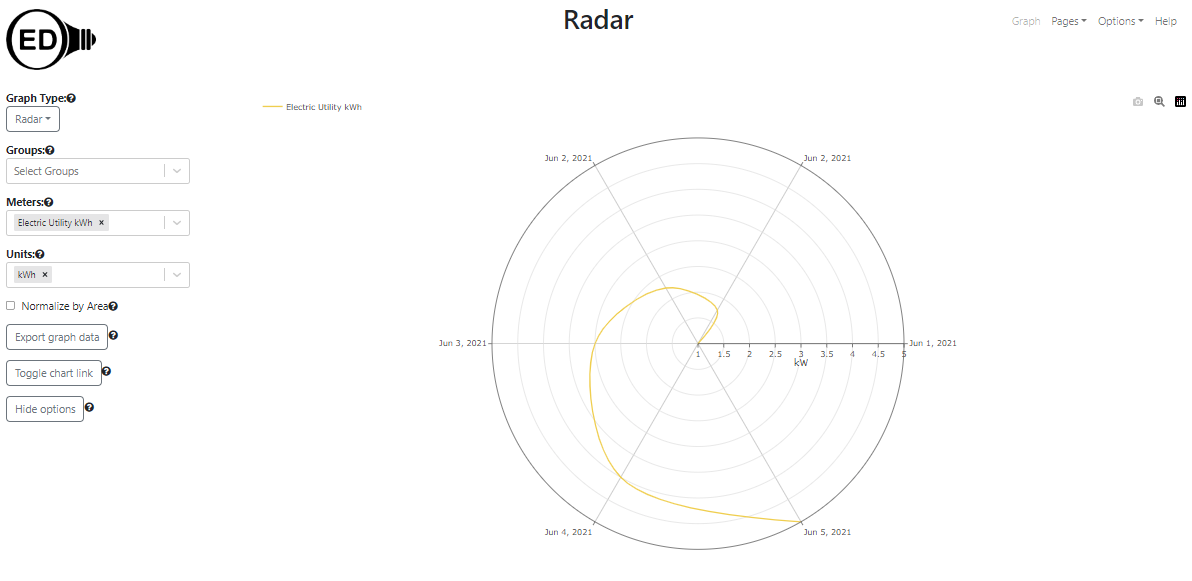 ED
Radar
Graph Pages Options Help
Graph Type:
Radar
Groups:
Select Groups
Meters:
Electric Utility kWh ×
Units:
kWh ×
Normalize by Area
Export graph data
Toggle chart link
Hide options
Electric Utility kWh
Jun 2, 2021
Jun 2, 2021
Jun 3, 2021
Jun 1, 2021
1 1.5 2 2.5 3 3.5 4 4.5 5
kW
Jun 4, 2021
Jun 5, 2021